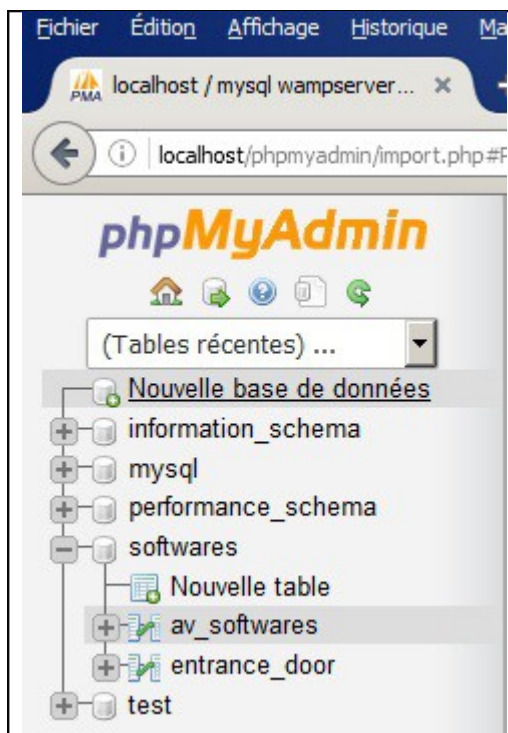 Fichier Édition Affichage Historique Ma
PMA localhost / mysql wampserver... ×
localhost/phpmyadmin/import.php#P
phpMyAdmin
(Tables récentes) ...
Nouvelle base de données
information_schema
mysql
performance_schema
softwares
Nouvelle table
av_softwares
entrance_door
test